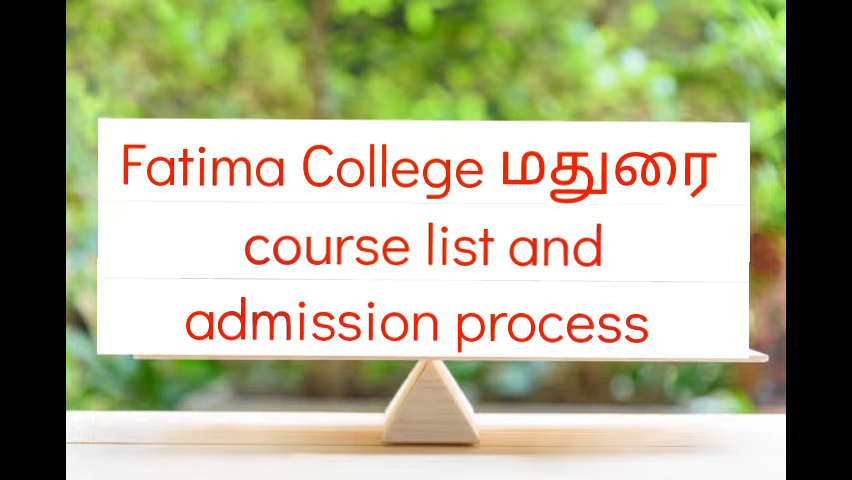 Fatima College மதுரை
course list and
admission process